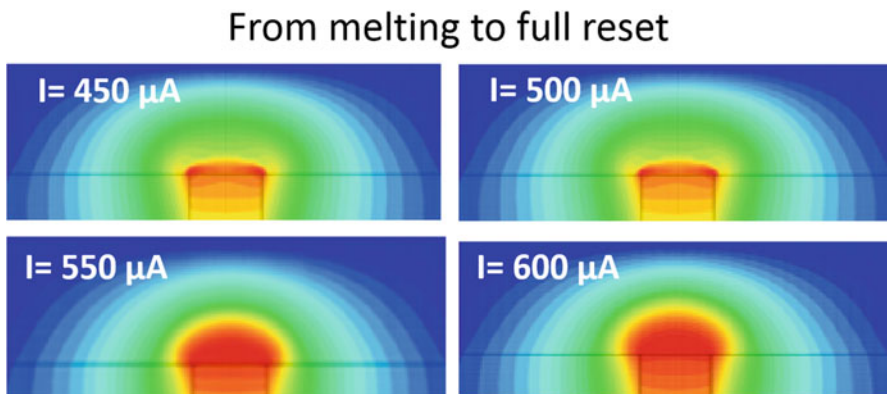 From melting to full reset
I= 450 µA
I= 500 µA
I= 550 µA
I= 600 µA